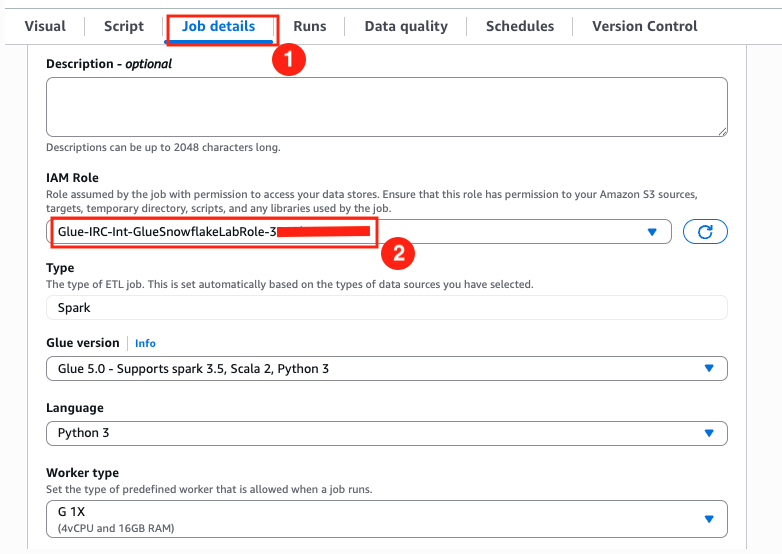 Visual Script Job details Runs Data quality Schedules Version Control
1
Description - optional
Descriptions can be up to 2048 characters long.
IAM Role
Role assumed by the job with permission to access your data stores. Ensure that this role has permission to your Amazon S3 sources,
targets, temporary directory, scripts, and any libraries used by the job.
Glue-IRC-Int-GlueSnowflakeLabRole-3
2
Type
The type of ETL job. This is set automatically based on the types of data sources you have selected.
Spark
Glue version Info
Glue 5.0 - Supports spark 3.5, Scala 2, Python 3
Language
Python 3
Worker type
Set the type of predefined worker that is allowed when a job runs.
G 1X
(4vCPU and 16GB RAM)